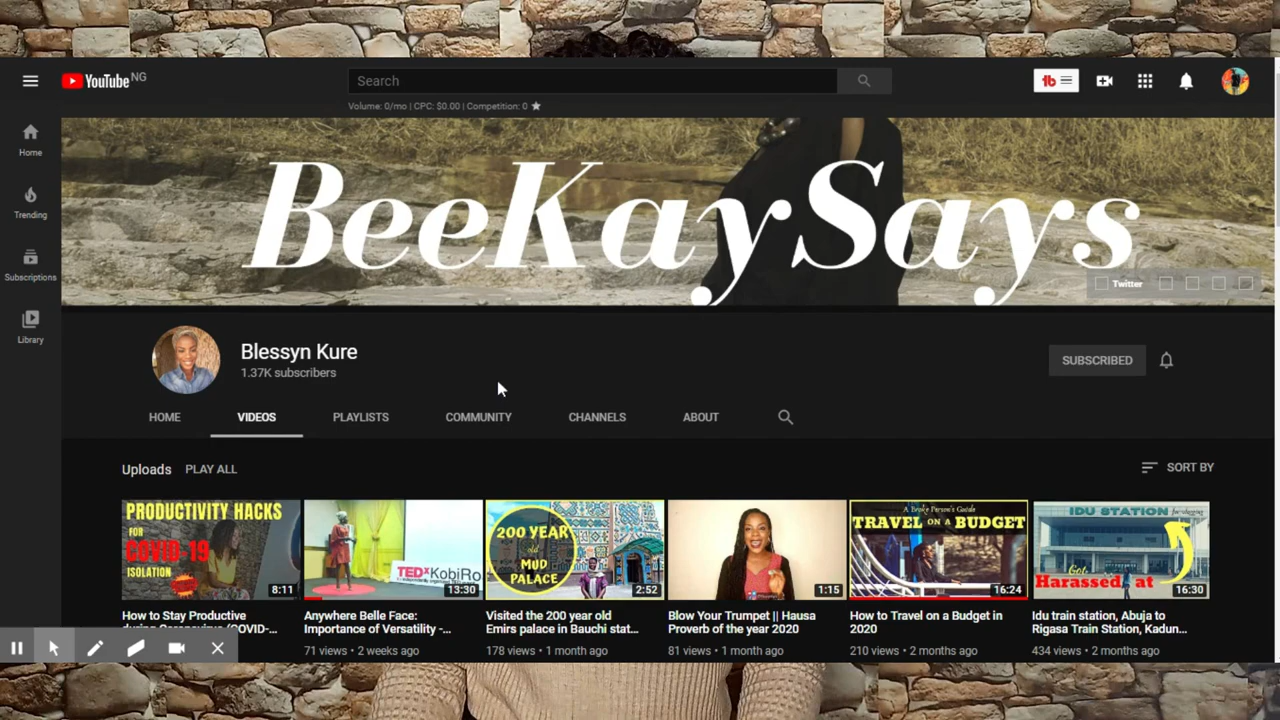 YouTube NG
Search
Volume: 0/mo | CPC: $0.00 | Competition: 0 ★
Home
Trending
Subscriptions
Library
BeeKaySays
Twitter
Blessyn Kure
1.37K subscribers
SUBSCRIBED
HOME VIDEOS PLAYLISTS COMMUNITY CHANNELS ABOUT
Uploads PLAY ALL
SORT BY
PRODUCTIVITY HACKS
FOR
COVID-19
ISOLATION
8:11
How to Stay Productive
during Coronavirus (COVID-...
TEDxKobiRo
13:30
Anywhere Belle Face:
Importance of Versatility -...
71 views • 2 weeks ago
200 YEAR
old
MUD
PALACE
2:52
Visited the 200 year old
Emirs palace in Bauchi stat...
178 views • 1 month ago
1:15
Blow Your Trumpet || Hausa
Proverb of the year 2020
81 views • 1 month ago
A Broke Person's Guide
TRAVEL ON A BUDGET
16:24
How to Travel on a Budget in
2020
210 views • 2 months ago
IDU STATION
Got
Harassed, at
16:30
Idu train station, Abuja to
Rigasa Train Station, Kadun...
434 views • 2 months ago